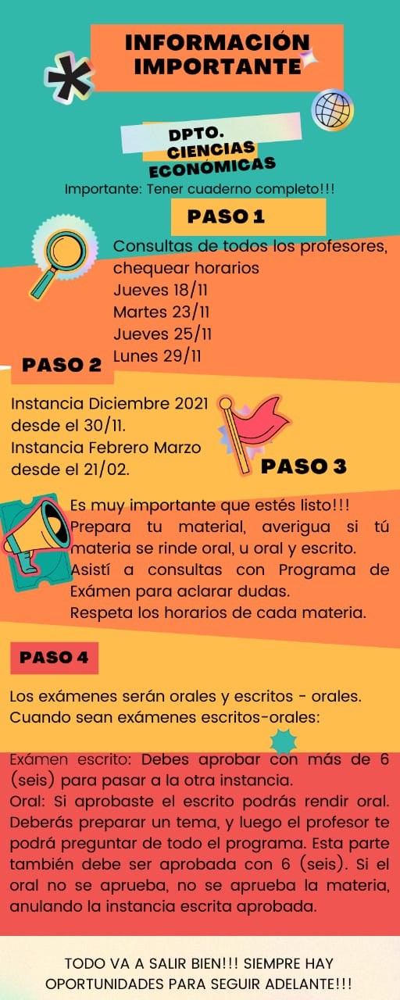 INFORMACIÓN
IMPORTANTE
DPTO.
CIENCIAS
ECONÓMICAS
Importante: Tener cuaderno completo!!!
PASO 1
Consultas de todos los profesores,
chequear horarios
Jueves 18/11
Martes 23/11
Jueves 25/11
Lunes 29/11
PASO 2
Instancia Diciembre 2021
desde el 30/11.
Instancia Febrero Marzo
desde el 21/02.
PASO 3
Es muy importante que estés listo!!!
Prepara tu material, averigua si tú
materia se rinde oral, u oral y escrito.
Asistí a consultas con Programa de
Exámen para aclarar dudas.
Respeta los horarios de cada materia.
PASO 4
Los exámenes serán orales y escritos - orales.
Cuando sean exámenes escritos-orales:
Exámen escrito: Debes aprobar con más de 6
(seis) para pasar a la otra instancia.
Oral: Si aprobaste el escrito podrás rendir oral.
Deberás preparar un tema, y luego el profesor te
podrá preguntar de todo el programa. Esta parte
también debe ser aprobada con 6 (seis). Si el
oral no se aprueba, no se aprueba la materia,
anulando la instancia escrita aprobada.
TODO VA A SALIR BIEN!!! SIEMPRE HAY
OPORTUNIDADES PARA SEGUIR ADELANTE!!!